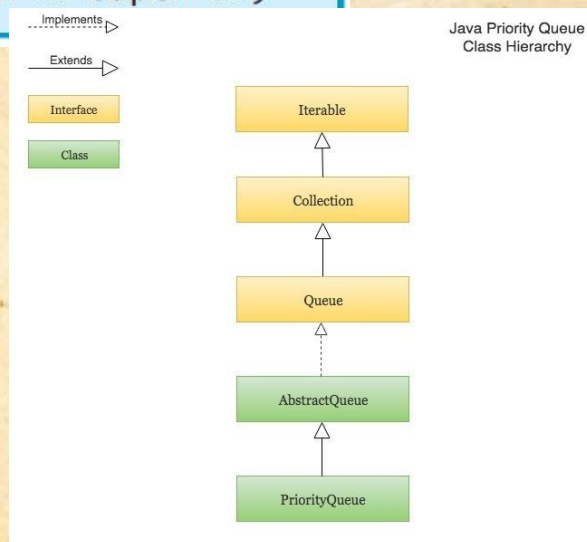 Implements
Extends
Interface
Class
Java Priority Queue
Class Hierarchy
Iterable
Collection
Queue
AbstractQueue
PriorityQueue